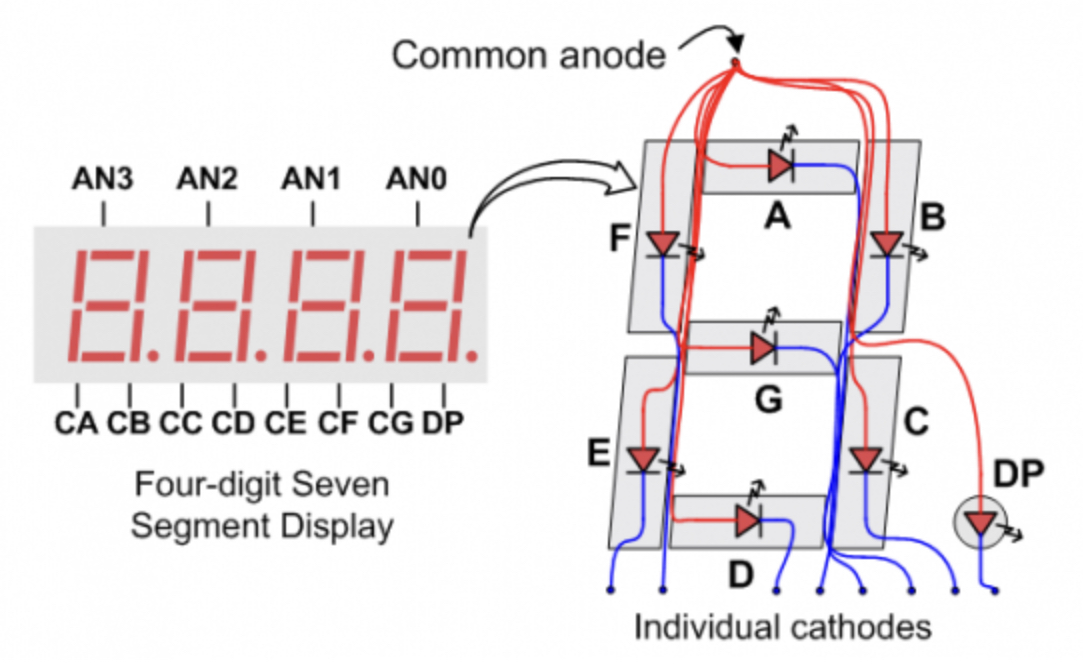 Common anode
AN3 AN2 AN1 AN0
CA CB CC CD CE CF CG DP
Four-digit Seven
Segment Display
A
F
B
G
E
C
DP
D
Individual cathodes